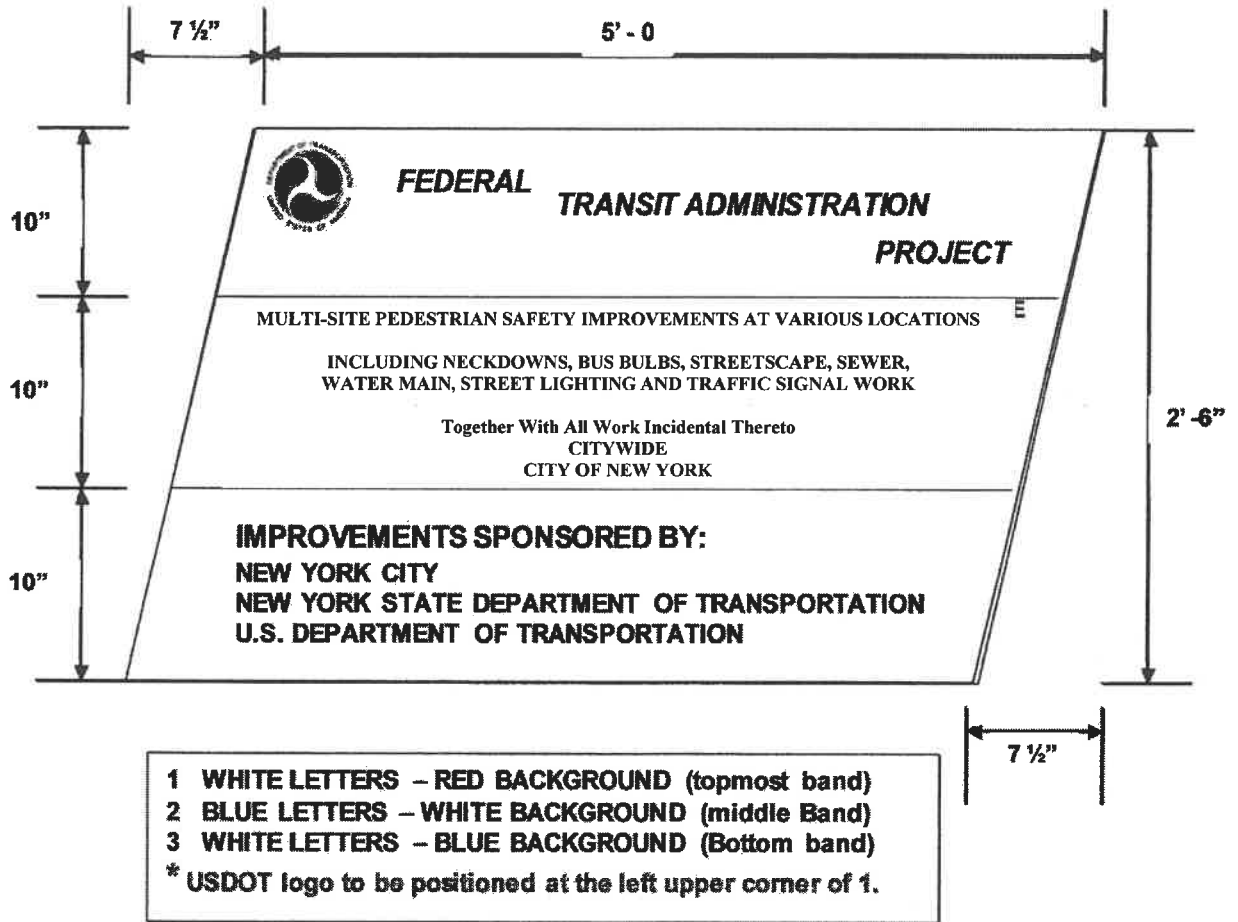 7 ½”
5' - 0
10”
FEDERAL
TRANSIT ADMINISTRATION
PROJECT
10”
MULTI-SITE PEDESTRIAN SAFETY IMPROVEMENTS AT VARIOUS LOCATIONS
INCLUDING NECKDOWNS, BUS BULBS, STREETSCAPE, SEWER,
WATER MAIN, STREET LIGHTING AND TRAFFIC SIGNAL WORK
Together With All Work Incidental Thereto
CITYWIDE
CITY OF NEW YORK
2' -6”
10”
IMPROVEMENTS SPONSORED BY:
NEW YORK CITY
NEW YORK STATE DEPARTMENT OF TRANSPORTATION
U.S. DEPARTMENT OF TRANSPORTATION
7 ½”
1 WHITE LETTERS – RED BACKGROUND (topmost band)
2 BLUE LETTERS – WHITE BACKGROUND (middle Band)
3 WHITE LETTERS – BLUE BACKGROUND (Bottom band)
* USDOT logo to be positioned at the left upper corner of 1.